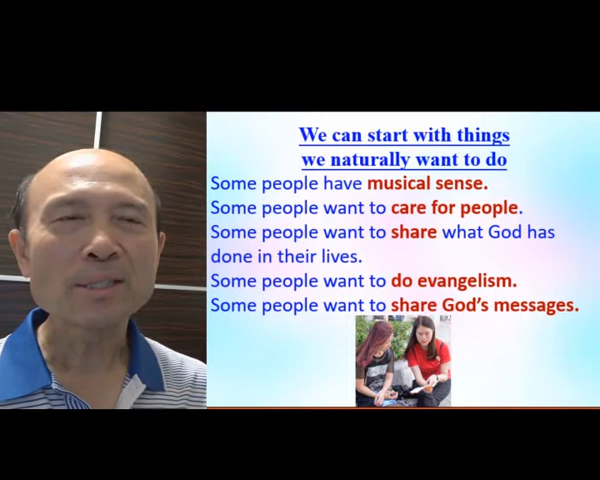 We can start with things
we naturally want to do
Some people have musical sense.
Some people want to care for people.
Some people want to share what God has
done in their lives.
Some people want to do evangelism.
Some people want to share God’s messages.